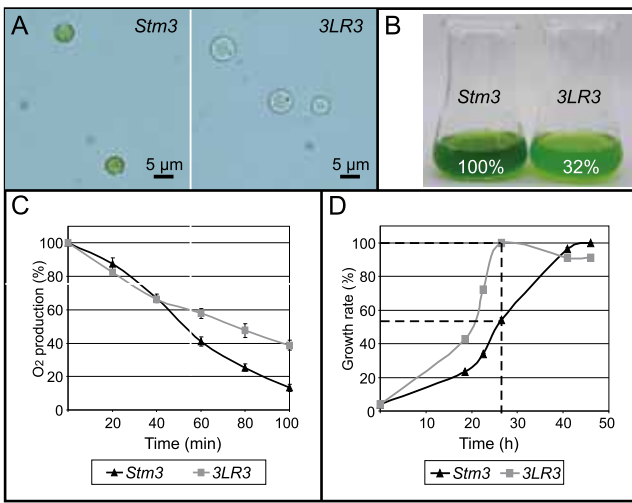 A
Stm3
3LR3
5 µm
5 µm
B
Stm3
3LR3
100%
32%
C
O2 production (%)
100
80
60
40
20
0
20 40 60 80 100
Time (min)
Stm3 3LR3
D
Growth rate (%)
100
80
60
40
20
0
10 20 30 40 50
Time (h)
Stm3 3LR3